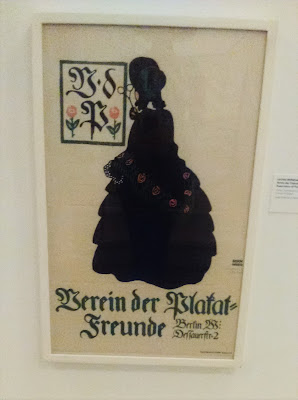 V·d
P
Verein der Plakat=
Freunde Berlin W:
Dessauerstr-2